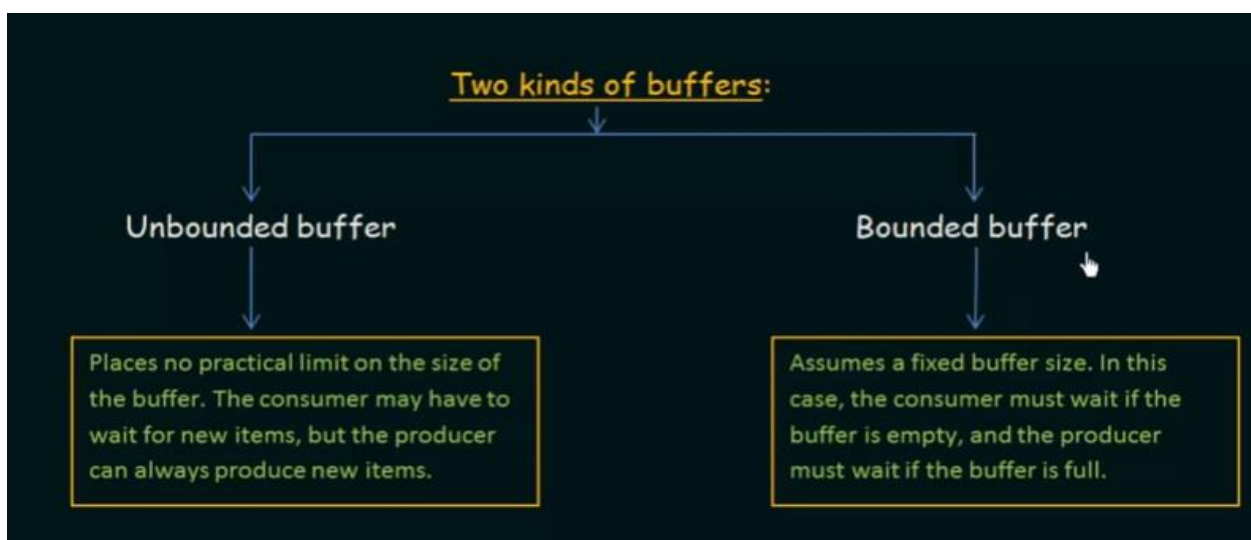 Two kinds of buffers:
Unbounded buffer
Bounded buffer
Places no practical limit on the size of
the buffer. The consumer may have to
wait for new items, but the producer
can always produce new items.
Assumes a fixed buffer size. In this
case, the consumer must wait if the
buffer is empty, and the producer
must wait if the buffer is full.